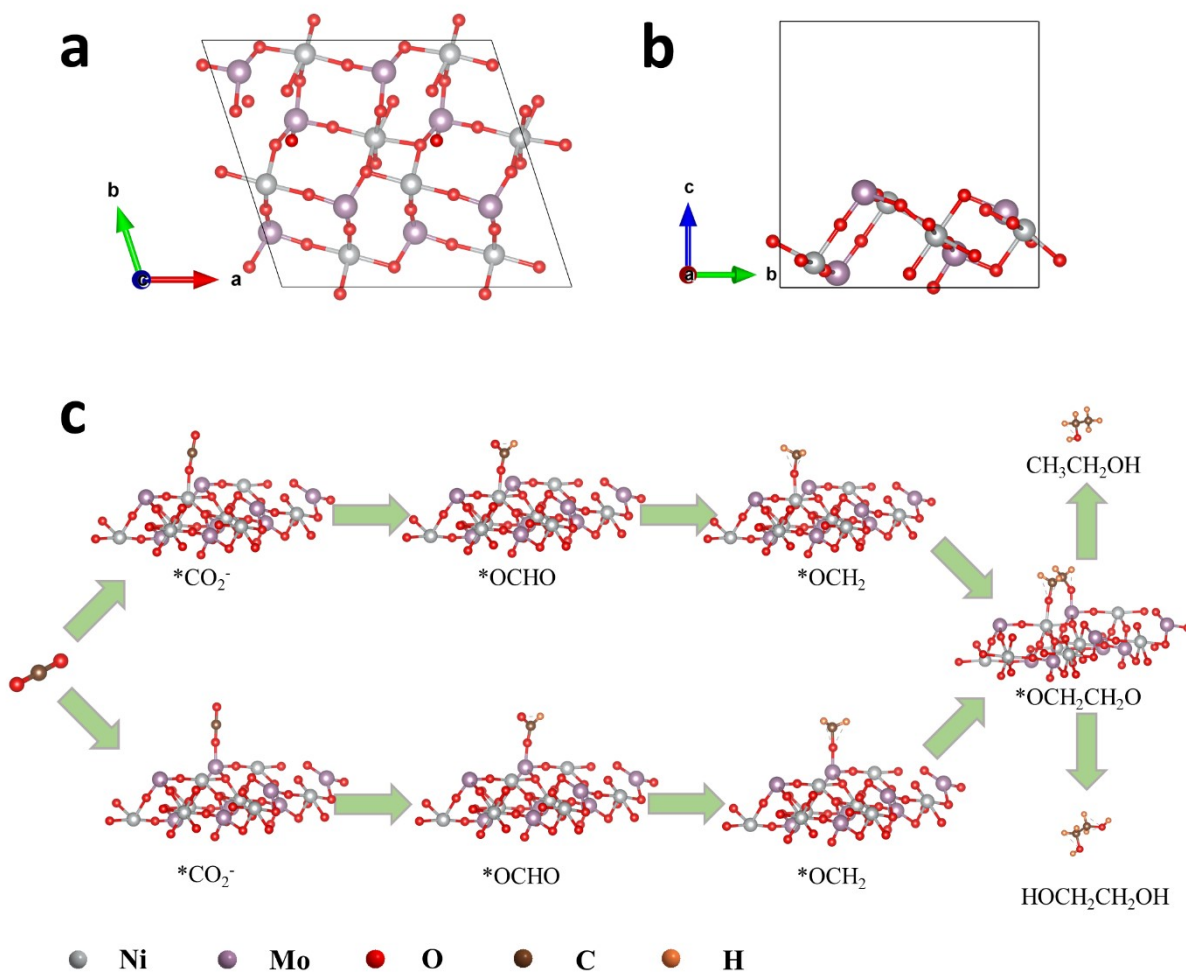 a
b
b
c
a
c
b
a
c
CH₃CH₂OH
*CO₂⁻
*OCHO
*OCH₂
*OCH₂CH₂O
*CO₂⁻
*OCHO
*OCH₂
HOCH₂CH₂OH
Ni Mo O C H